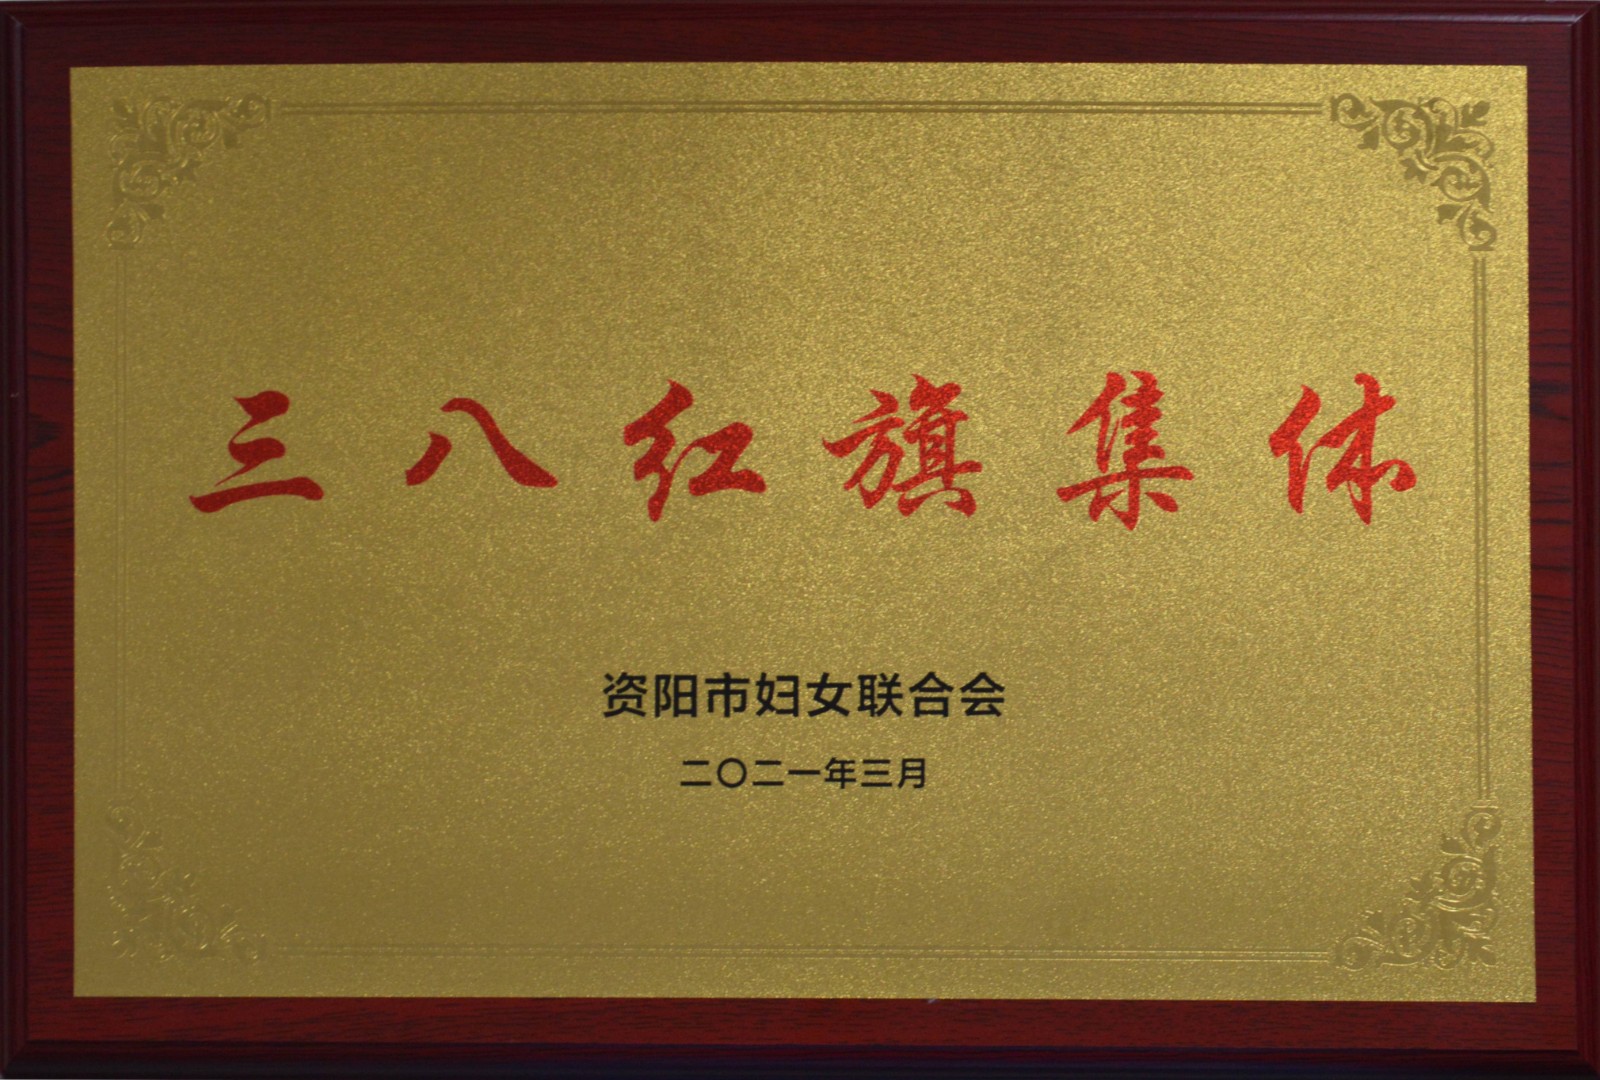 三八红旗集体
资阳市妇女联合会
二〇二一年三月